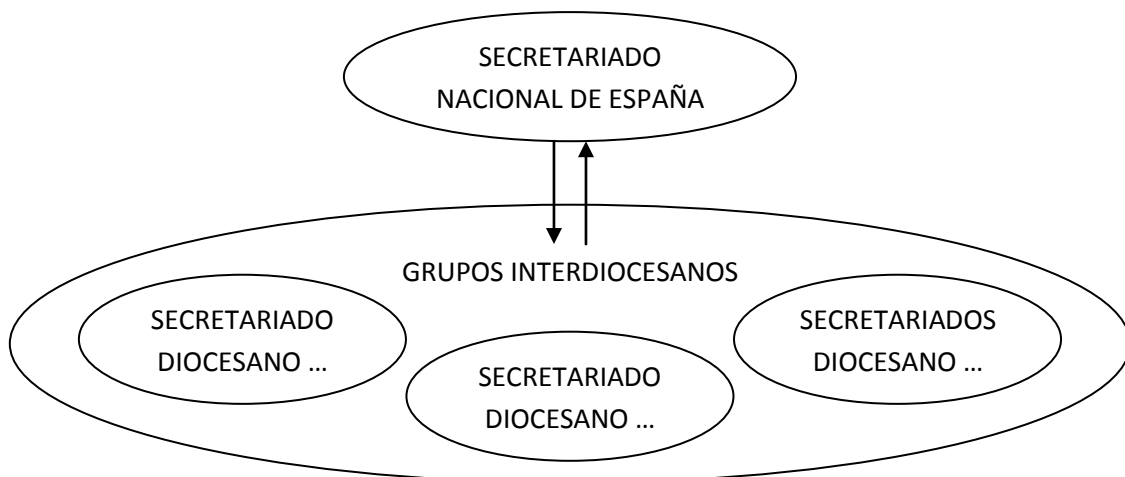 SECRETARIADO
NACIONAL DE ESPAÑA
GRUPOS INTERDIOCESANOS
SECRETARIADO
DIOCESANO ...
SECRETARIADO
DIOCESANO ...
SECRETARIADOS
DIOCESANO ...